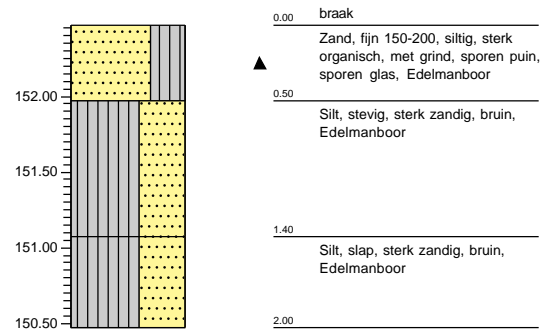 braak
0.00
Zand, fijn 150-200, siltig, sterk
organisch, met grind, sporen puin,
sporen glas, Edelmanboor
152.00
0.50
Silt, stevig, sterk zandig, bruin,
Edelmanboor
151.50
1.40
151.00
Silt, slap, sterk zandig, bruin,
Edelmanboor
150.50
2.00